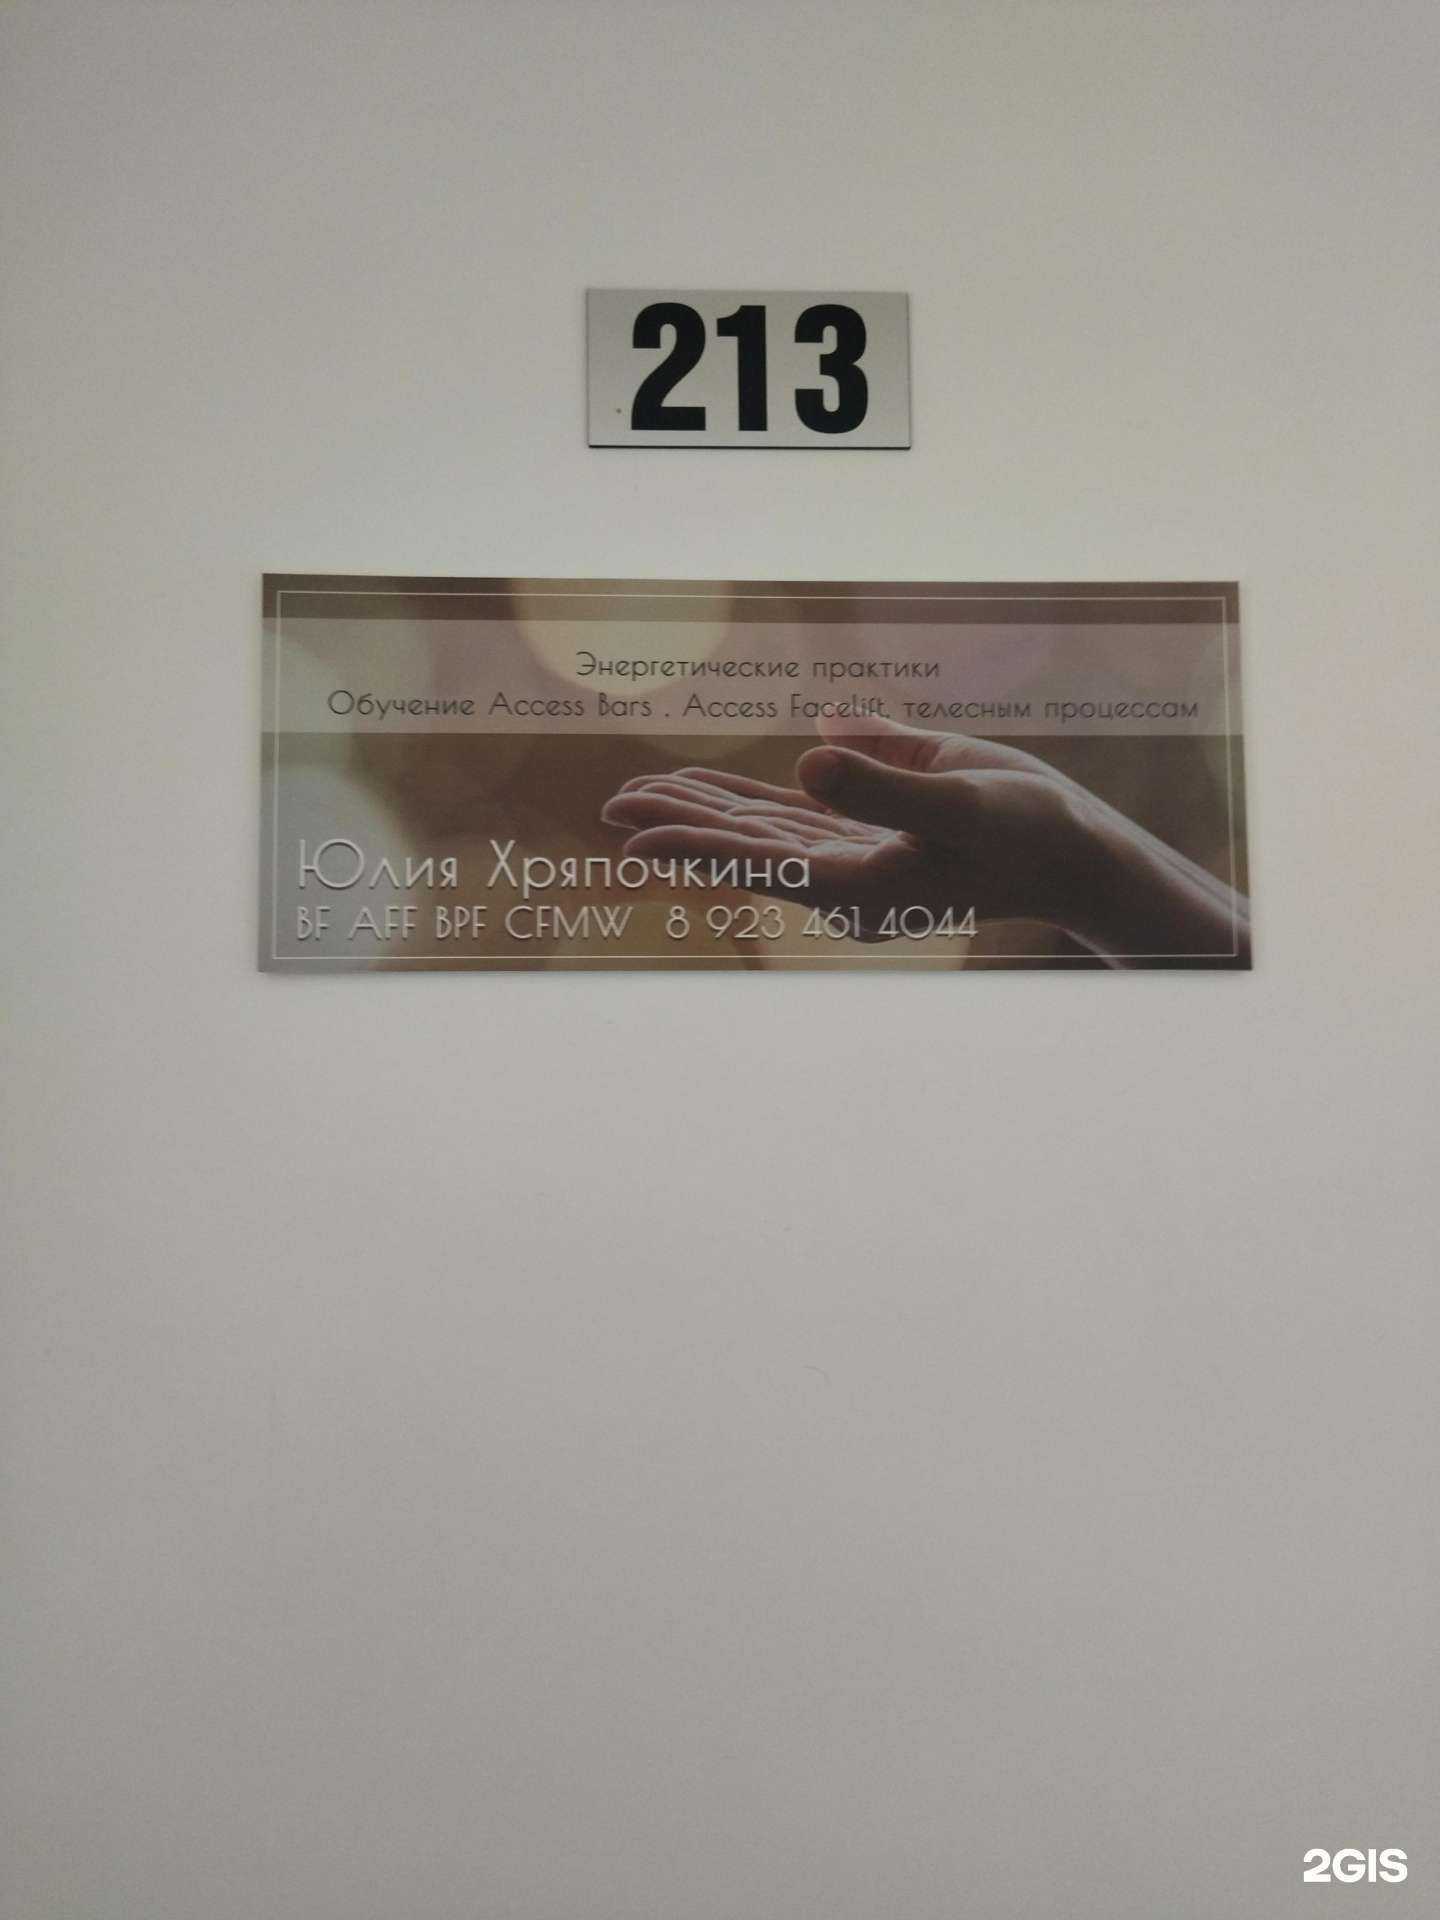 213
Энергетические практики
Обучение Access Bars . Access Facelift, телесным процессам
Юлия Хряпочкина
BF AFF BPF CFMW 8 923 461 4044
2GIS